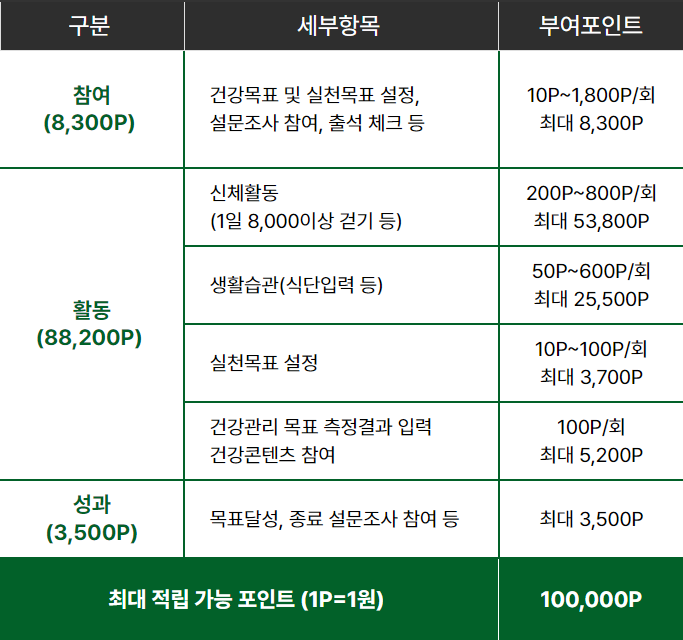 구분 세부항목 부여포인트
참여
(8,300P)
건강목표 및 실천목표 설정,
설문조사 참여, 출석 체크 등
10P~1,800P/회
최대 8,300P
활동
(88,200P)
신체활동
(1일 8,000이상 걷기 등)
200P~800P/회
최대 53,800P
생활습관(식단입력 등)
50P~600P/회
최대 25,500P
실천목표 설정
10P~100P/회
최대 3,700P
건강관리 목표 측정결과 입력
건강콘텐츠 참여
100P/회
최대 5,200P
성과
(3,500P)
목표달성, 종료 설문조사 참여 등
최대 3,500P
최대 적립 가능 포인트 (1P=1원) 100,000P